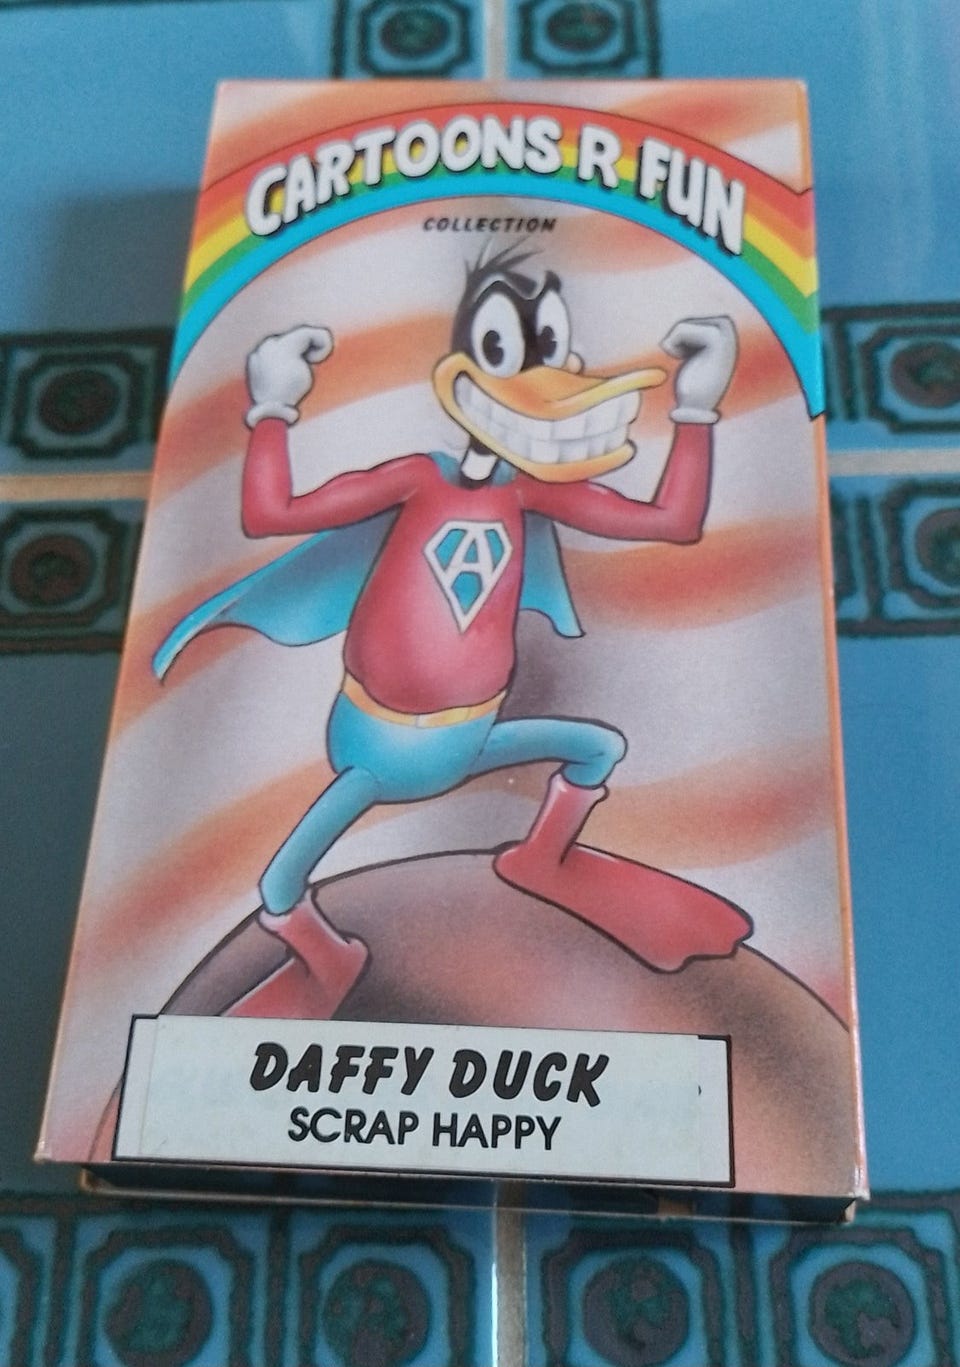 CARTOONS R FUN
COLLECTION
A
DAFFY DUCK
SCRAP HAPPY